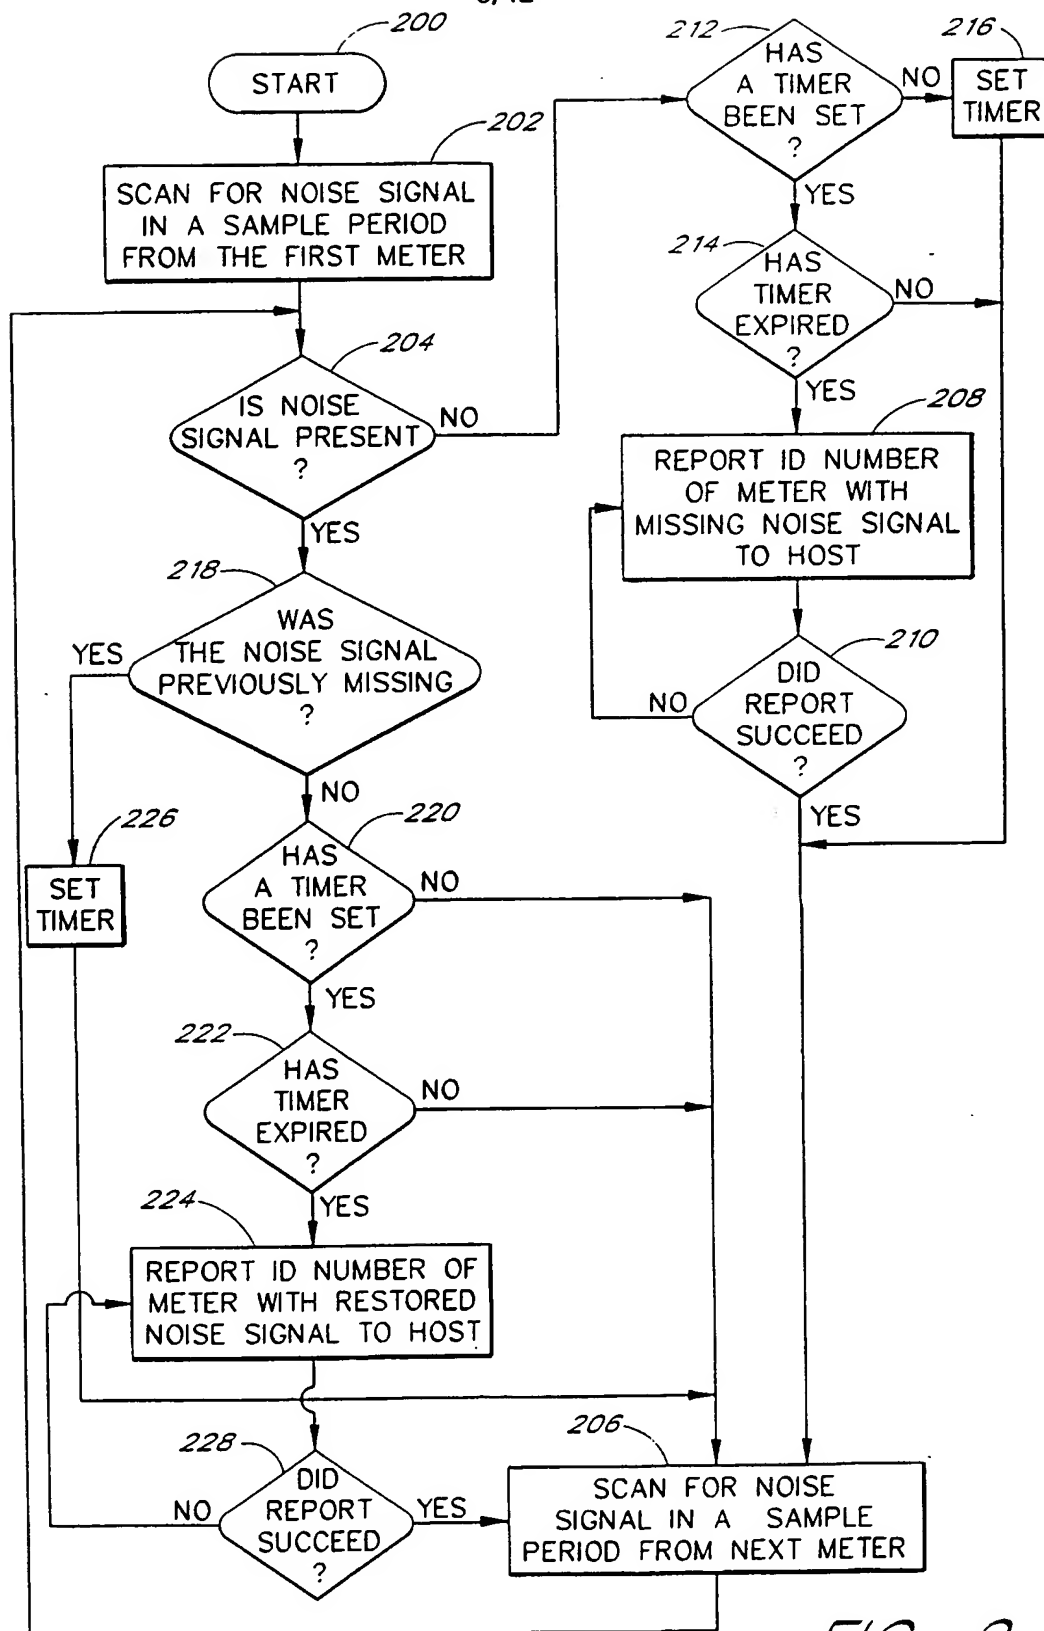 200
START
202
SCAN FOR NOISE SIGNAL
IN A SAMPLE PERIOD
FROM THE FIRST METER
204
IS NOISE
SIGNAL PRESENT
?
NO
YES
218
WAS
THE NOISE SIGNAL
PREVIOUSLY MISSING
?
YES
NO
226
SET
TIMER
220
HAS
A TIMER
BEEN SET
?
NO
YES
222
HAS
TIMER
EXPIRED
?
NO
YES
224
REPORT ID NUMBER OF
METER WITH RESTORED
NOISE SIGNAL TO HOST
228
DID
REPORT
SUCCEED
?
NO
YES
206
SCAN FOR NOISE
SIGNAL IN A SAMPLE
PERIOD FROM NEXT METER
212
HAS
A TIMER
BEEN SET
?
NO
YES
216
SET
TIMER
214
HAS
TIMER
EXPIRED
?
NO
YES
208
REPORT ID NUMBER
OF METER WITH
MISSING NOISE SIGNAL
TO HOST
210
DID
REPORT
SUCCEED
?
NO
YES